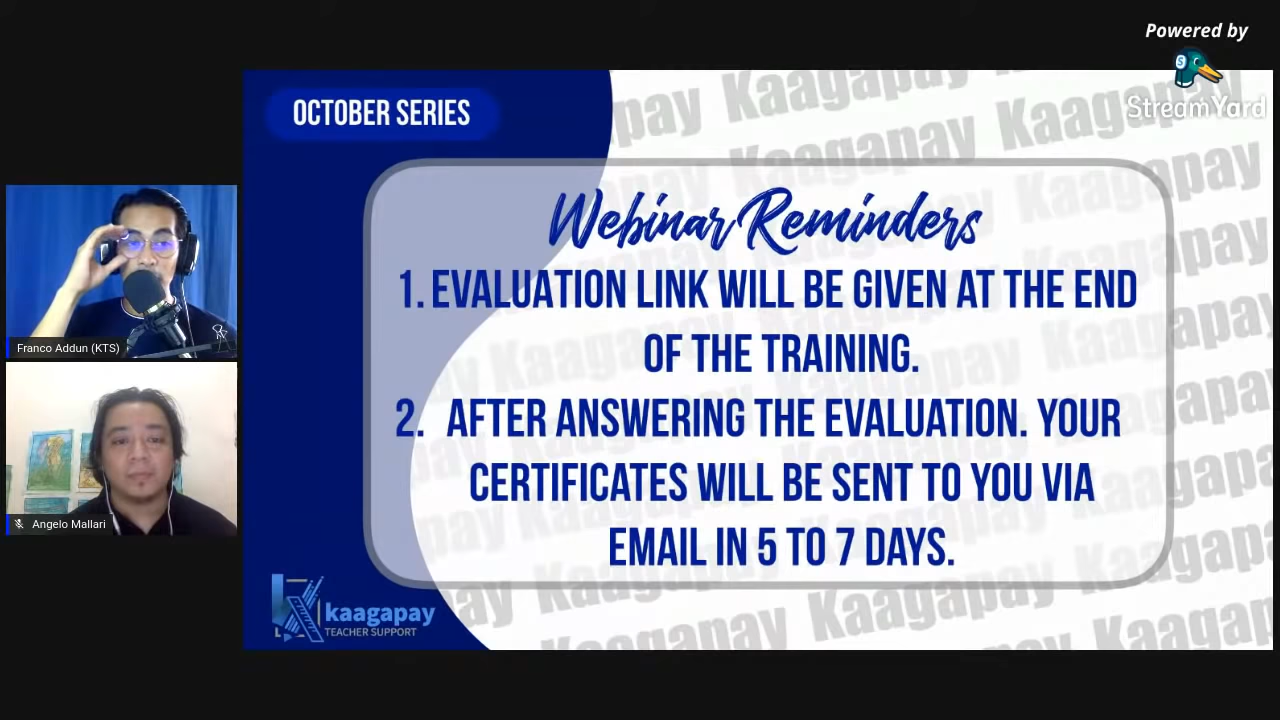 Powered by
StreamYard
OCTOBER SERIES
Webinar Reminders
1. EVALUATION LINK WILL BE GIVEN AT THE END
OF THE TRAINING.
2. AFTER ANSWERING THE EVALUATION. YOUR
CERTIFICATES WILL BE SENT TO YOU VIA
EMAIL IN 5 TO 7 DAYS.
Franco Addun (KTS)
Angelo Mallari
kaagapay
TEACHER SUPPORT
Kaagapay